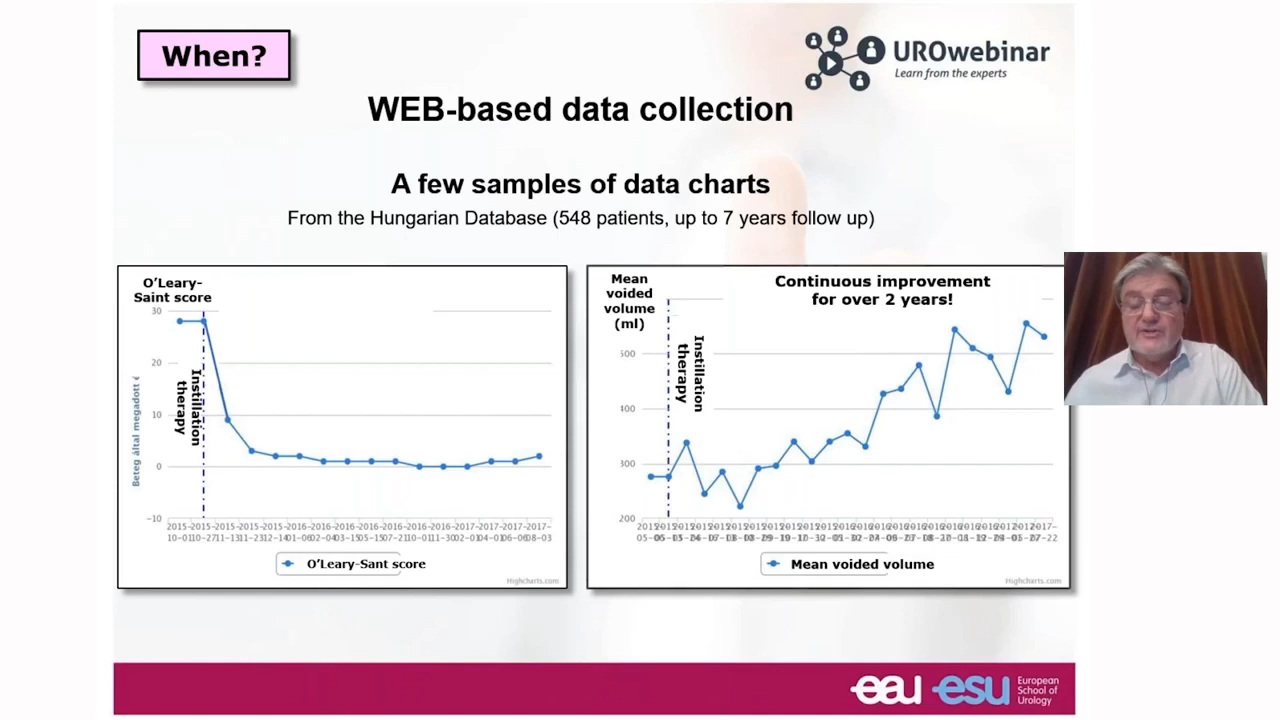 When?
UROwebinar
Learn from the experts
WEB-based data collection
A few samples of data charts
From the Hungarian Database (548 patients, up to 7 years follow up)
O'Leary-
Saint score
30
20
10
0
−10
Beteg által megadott
Instillation
therapy
O'Leary-Sant score
Highcharts.com
Mean
voided
volume
(ml)
Continuous improvement
for over 2 years!
500
400
300
200
Instillation
therapy
Mean voided volume
Highcharts.com
eau esu
European
School of
Urology